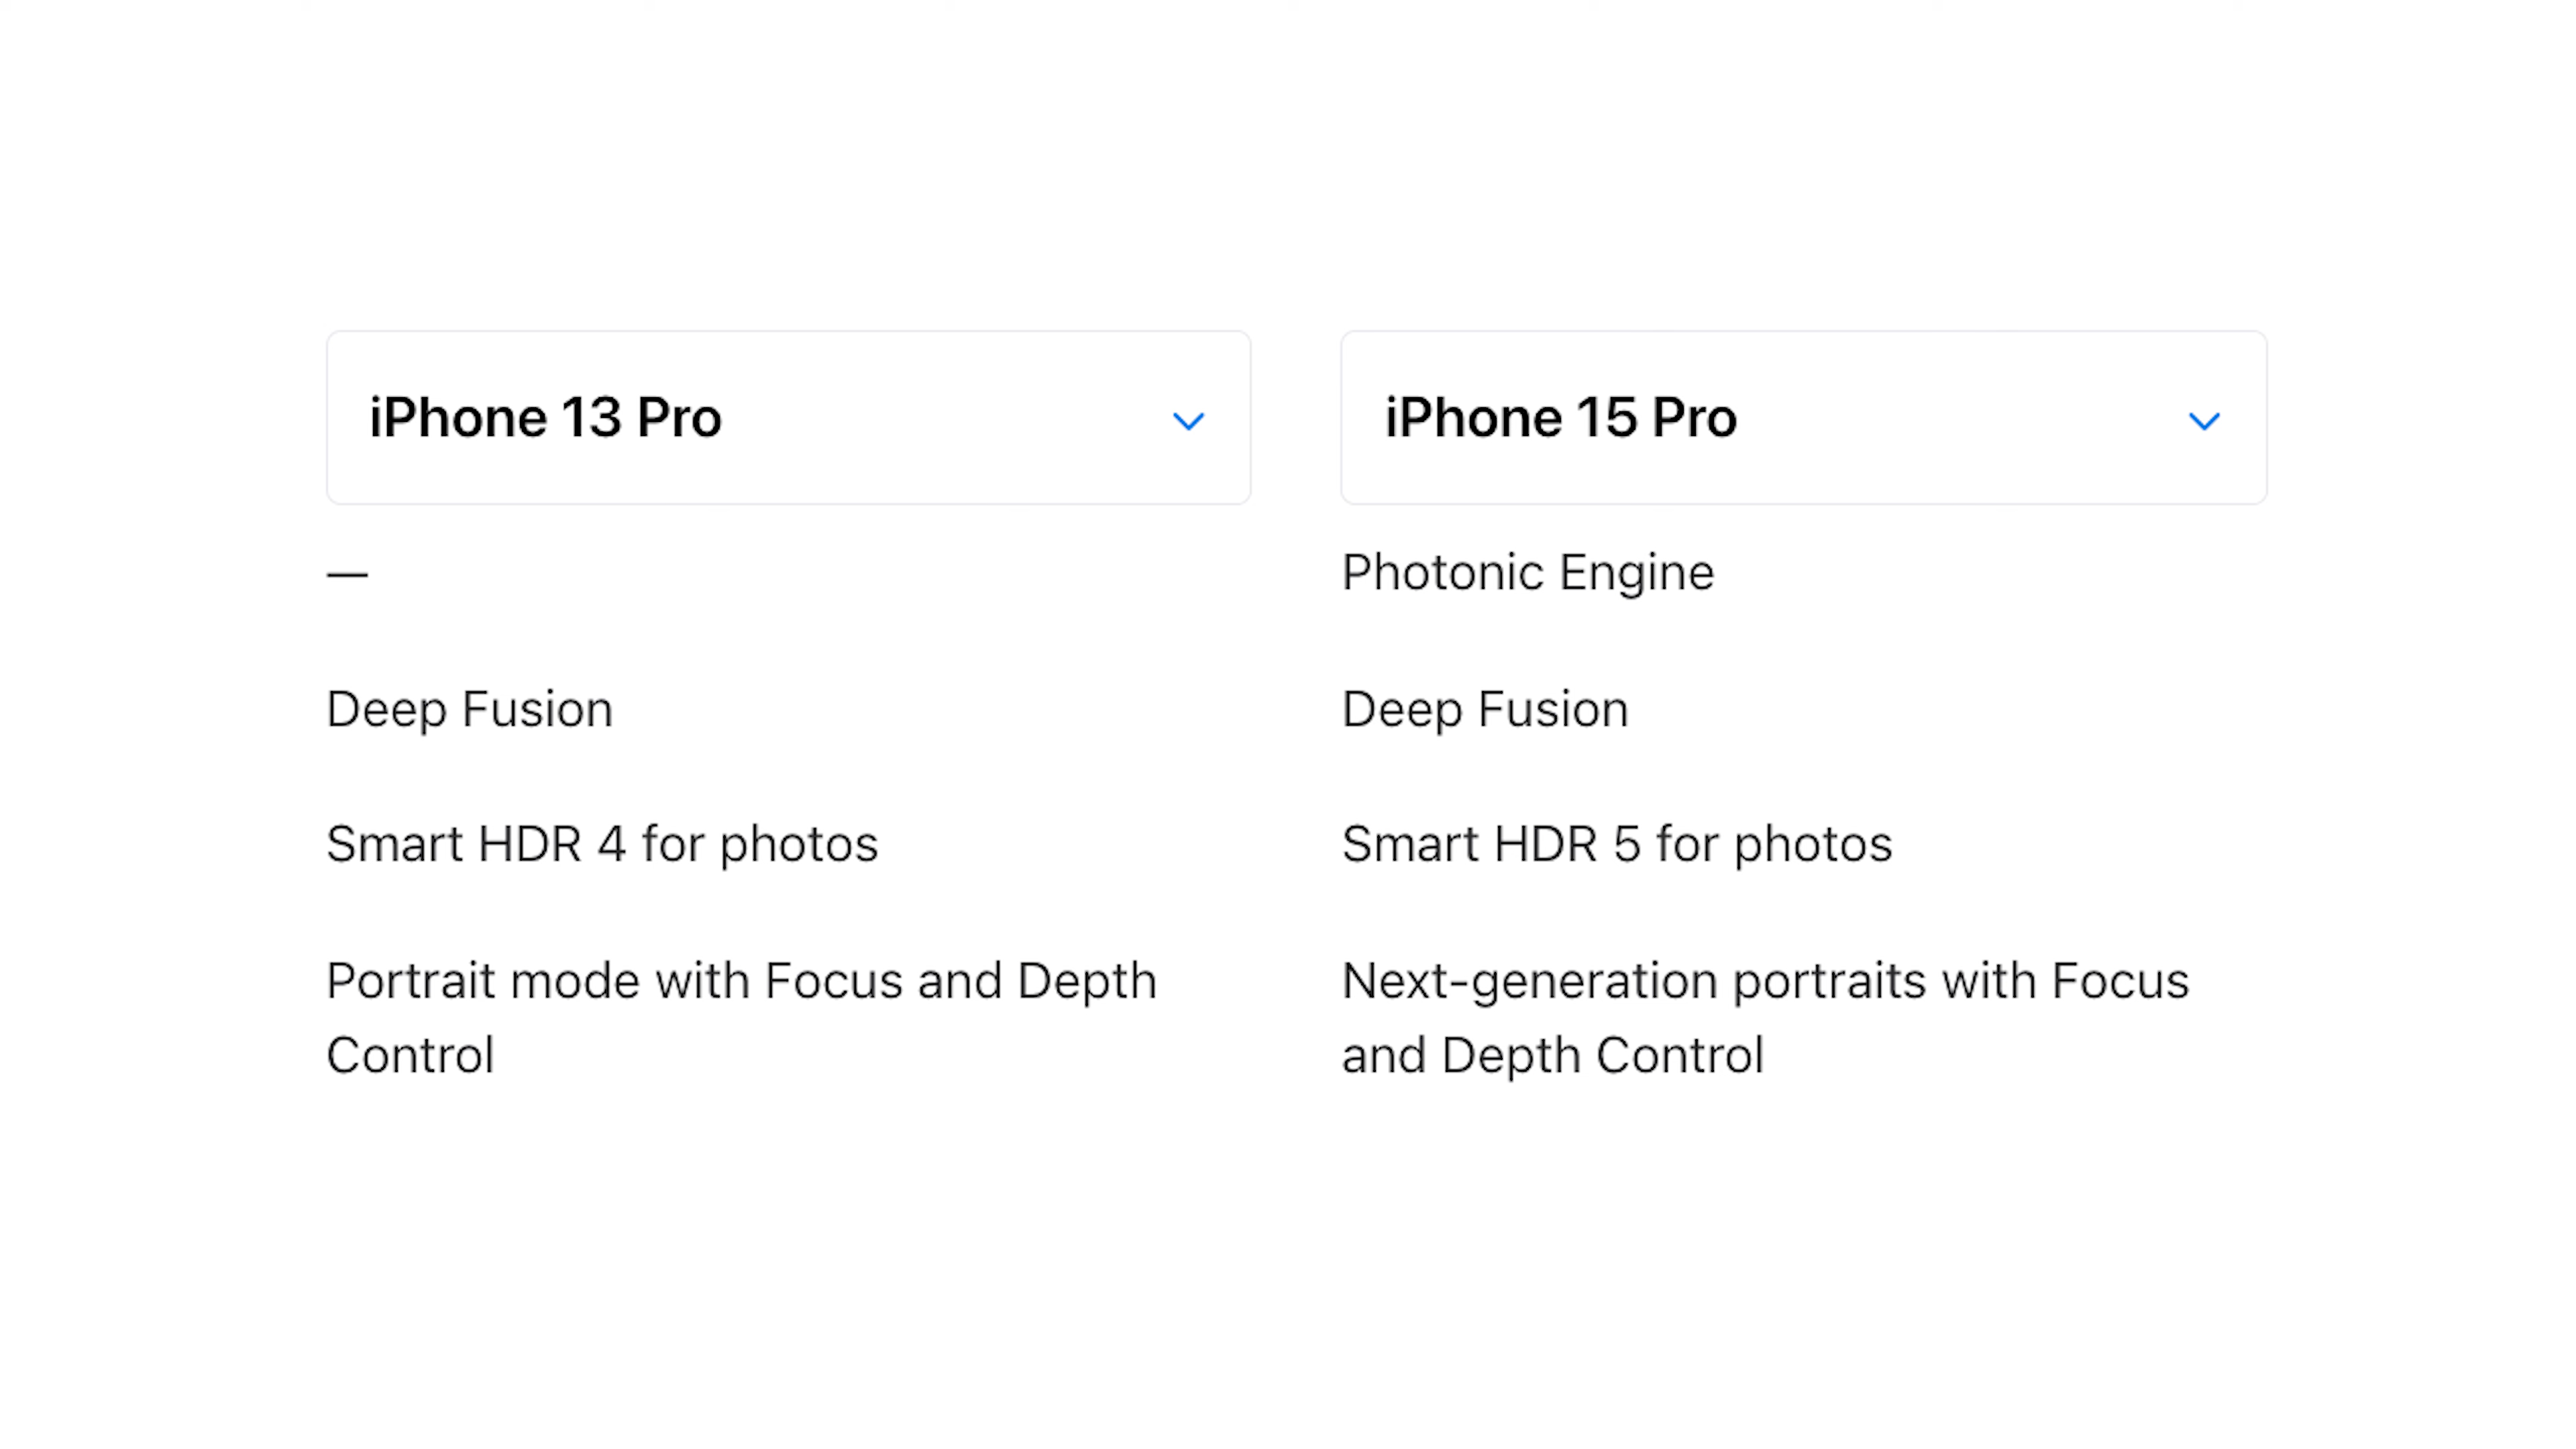 iPhone 13 Pro
iPhone 15 Pro
—
Photonic Engine
Deep Fusion
Deep Fusion
Smart HDR 4 for photos
Smart HDR 5 for photos
Portrait mode with Focus and Depth
Control
Next-generation portraits with Focus
and Depth Control